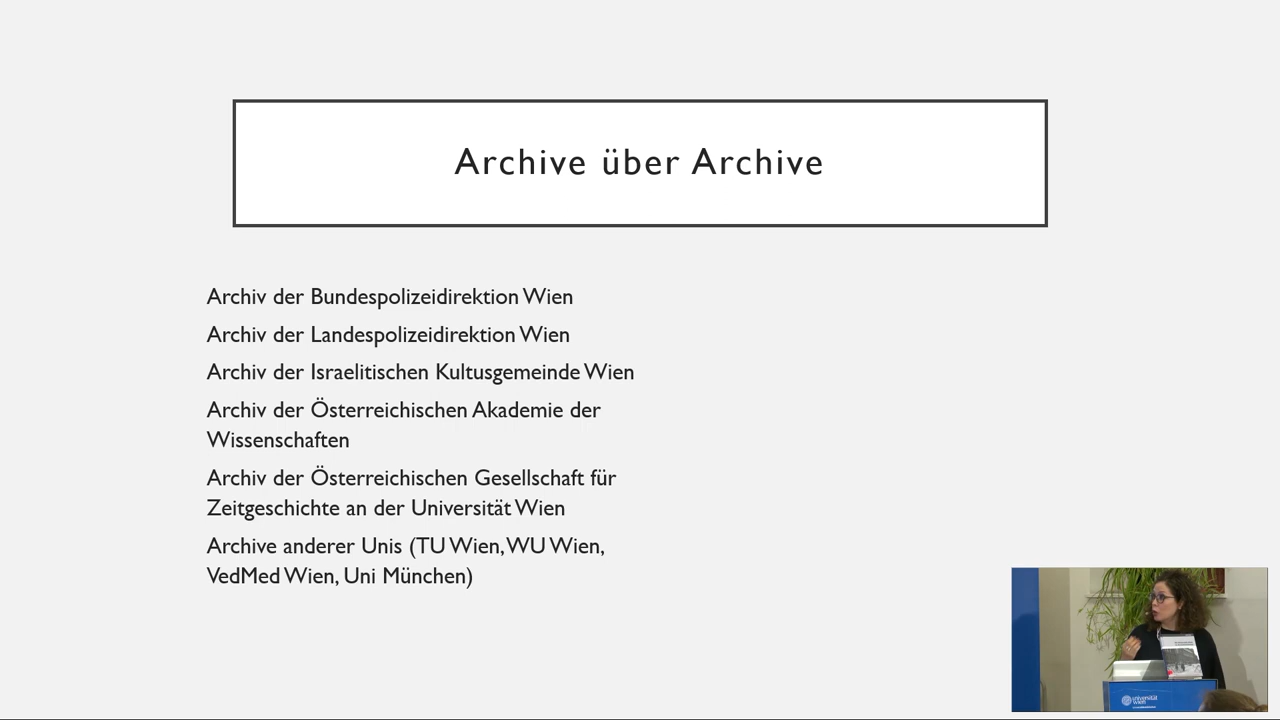 Archive über Archive
Archiv der Bundespolizeidirektion Wien
Archiv der Landespolizeidirektion Wien
Archiv der Israelitischen Kultusgemeinde Wien
Archiv der Österreichischen Akademie der
Wissenschaften
Archiv der Österreichischen Gesellschaft für
Zeitgeschichte an der Universität Wien
Archive anderer Unis (TU Wien, WU Wien,
VedMed Wien, Uni München)
universität
wien